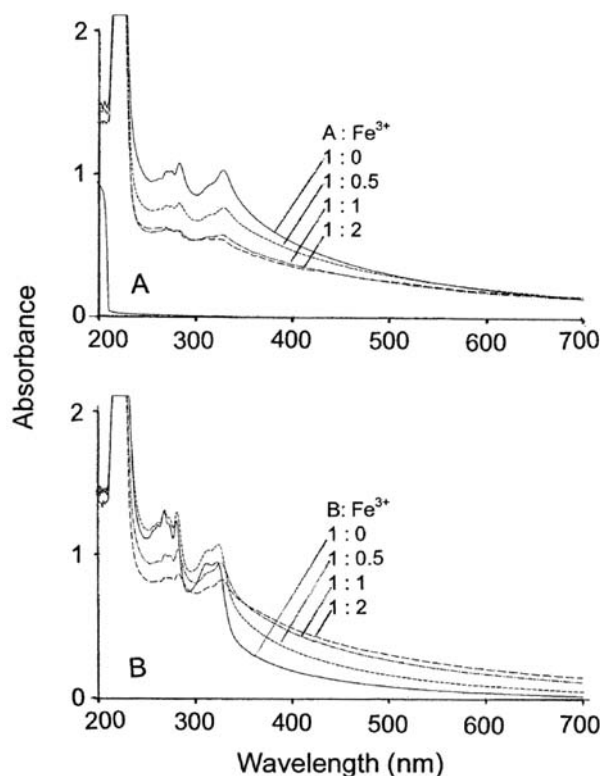 2
A : Fe³⁺
1 : 0
1
1 : 0.5
1 : 1
1 : 2
A
0
200 300 400 500 600 700
Absorbance
2
B: Fe³⁺
1 : 0
1 : 0.5
1
1 : 1
1 : 2
B
0
200 300 400 500 600 700
Wavelength (nm)